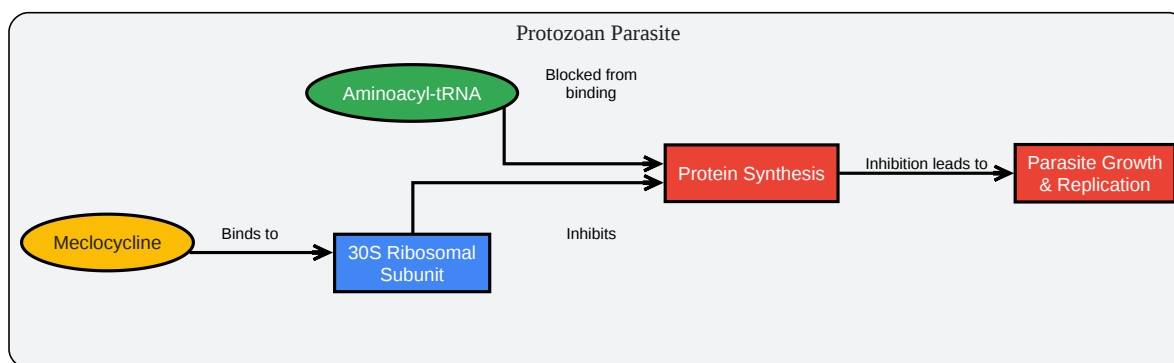 Protozoan Parasite
Aminoacyl-tRNA
Blocked from
binding
Protein Synthesis
Inhibition leads to
Parasite Growth
& Replication
Meclocycline
Binds to
30S Ribosomal
Subunit
Inhibits